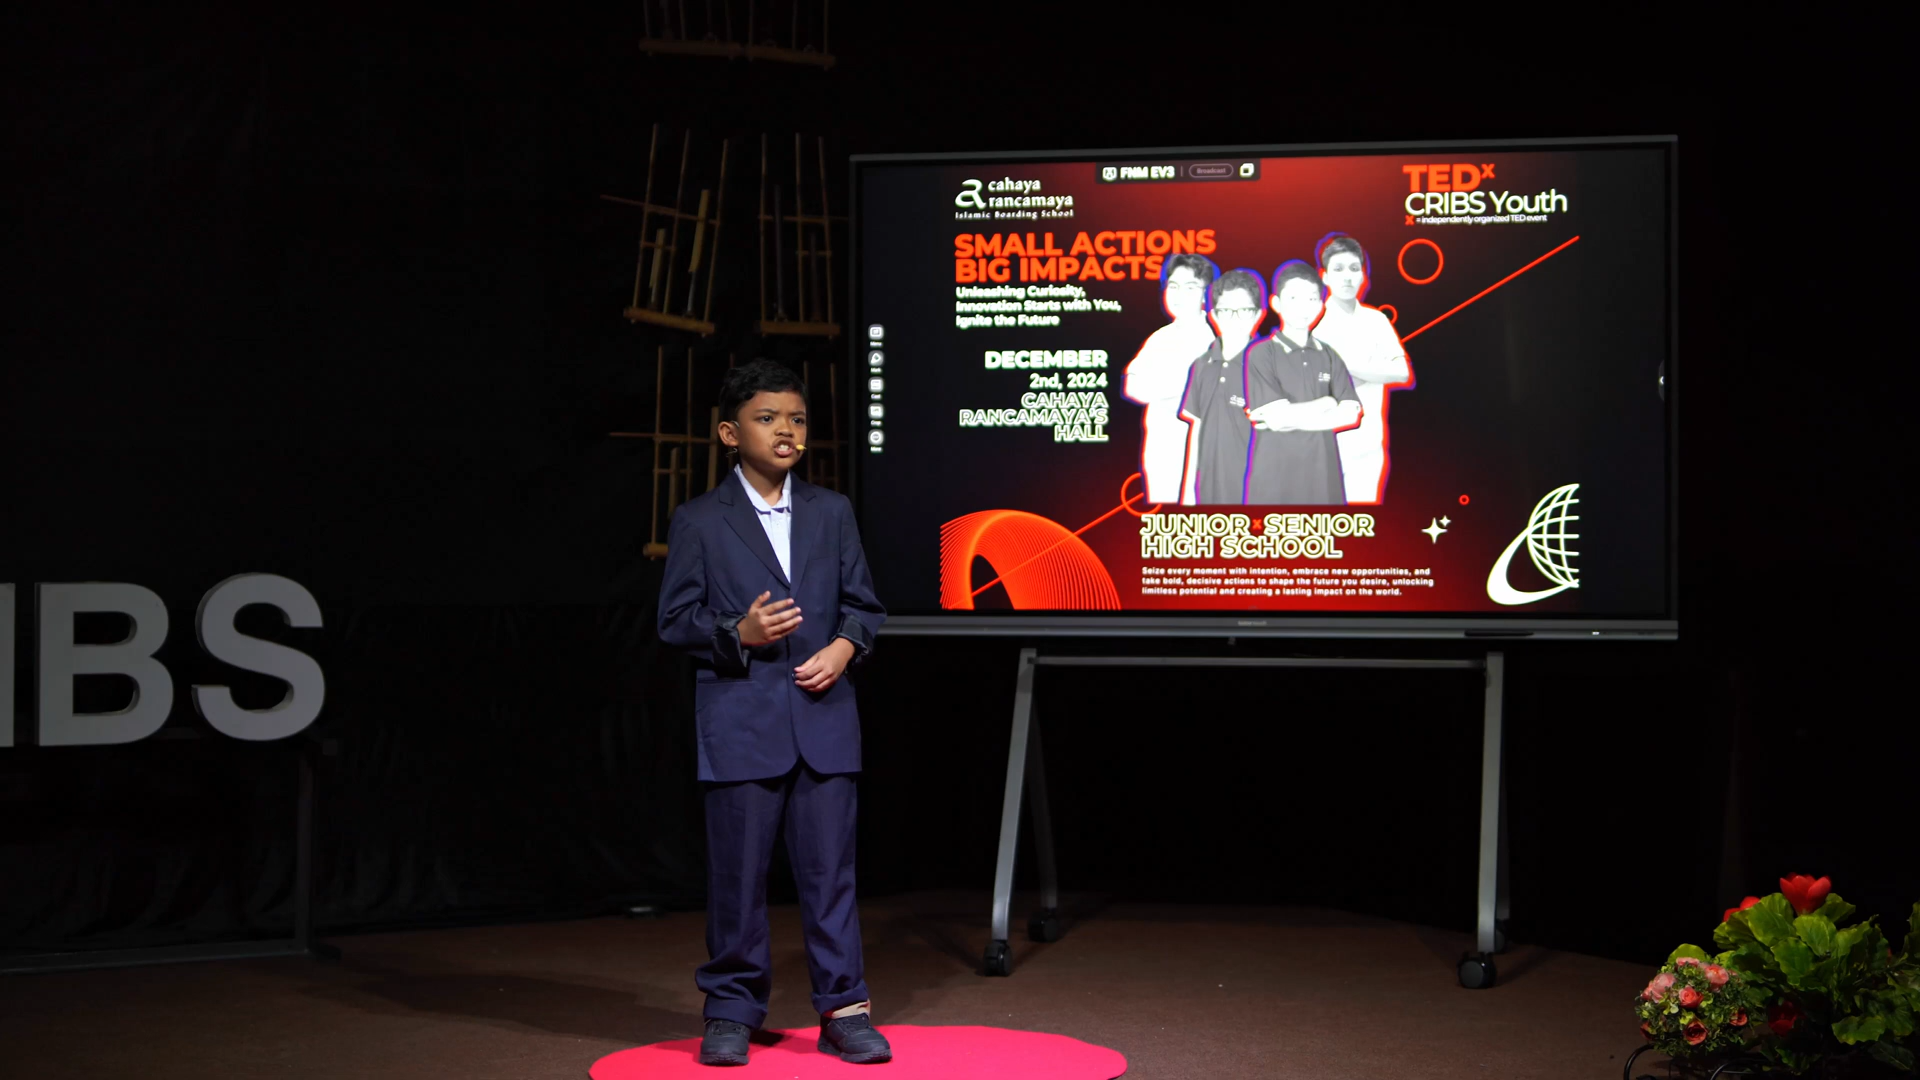 IBS
FNM EV3
Broadcast
cahaya
rancamaya
Islamic Boarding School
TEDx
CRIBS Youth
x = independently organized TED event
SMALL ACTIONS
BIG IMPACTS
Unleashing Curiosity,
Innovation Starts with You,
Ignite the Future
DECEMBER
2nd, 2024
CAHAYA
RANCAMAYA'S
HALL
JUNIOR x SENIOR
HIGH SCHOOL
Seize every moment with intention, embrace new opportunities, and
take bold, decisive actions to shape the future you desire, unlocking
limitless potential and creating a lasting impact on the world.